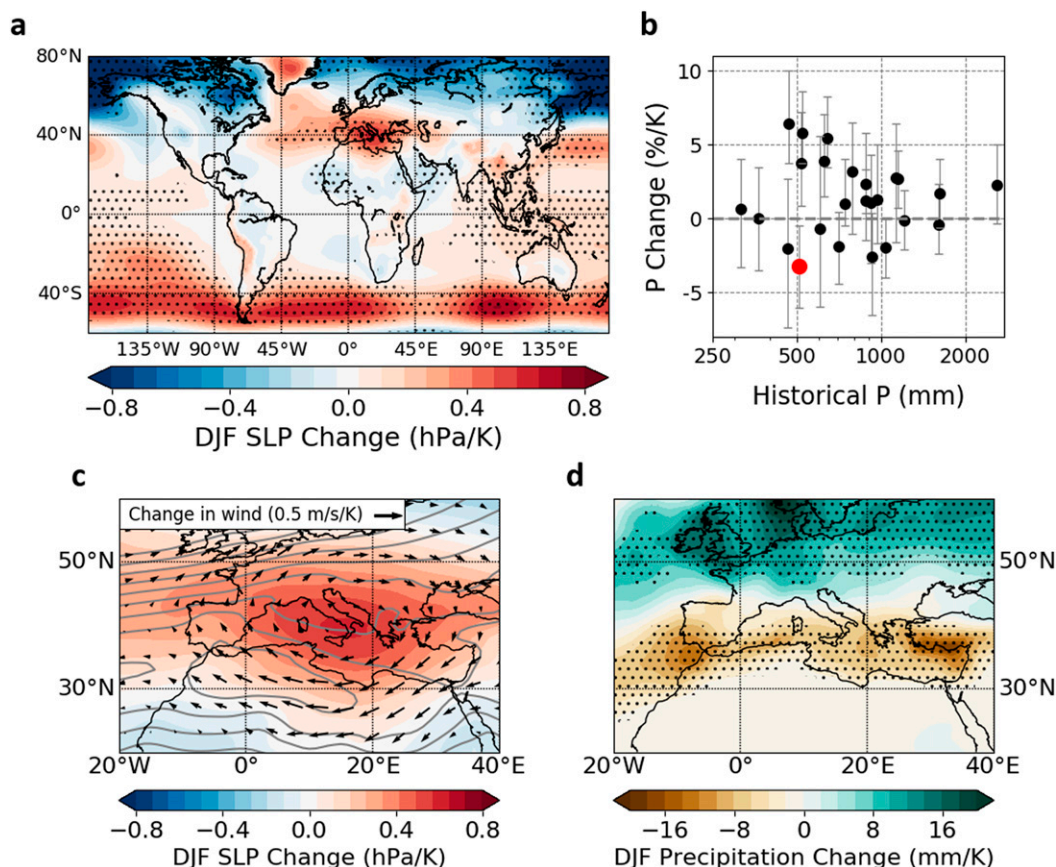 a
80°N
40°N
0°
40°S
135°W 90°W 45°W 0° 45°E 90°E 135°E
−0.8 −0.4 0.0 0.4 0.8
DJF SLP Change (hPa/K)
b
10
5
0
-5
P Change (%/K)
250 500 1000 2000
Historical P (mm)
c
Change in wind (0.5 m/s/K)
50°N
30°N
20°W 0° 20°E 40°E
−0.8 −0.4 0.0 0.4 0.8
DJF SLP Change (hPa/K)
d
50°N
30°N
20°W 0° 20°E 40°E
−16 −8 0 8 16
DJF Precipitation Change (mm/K)